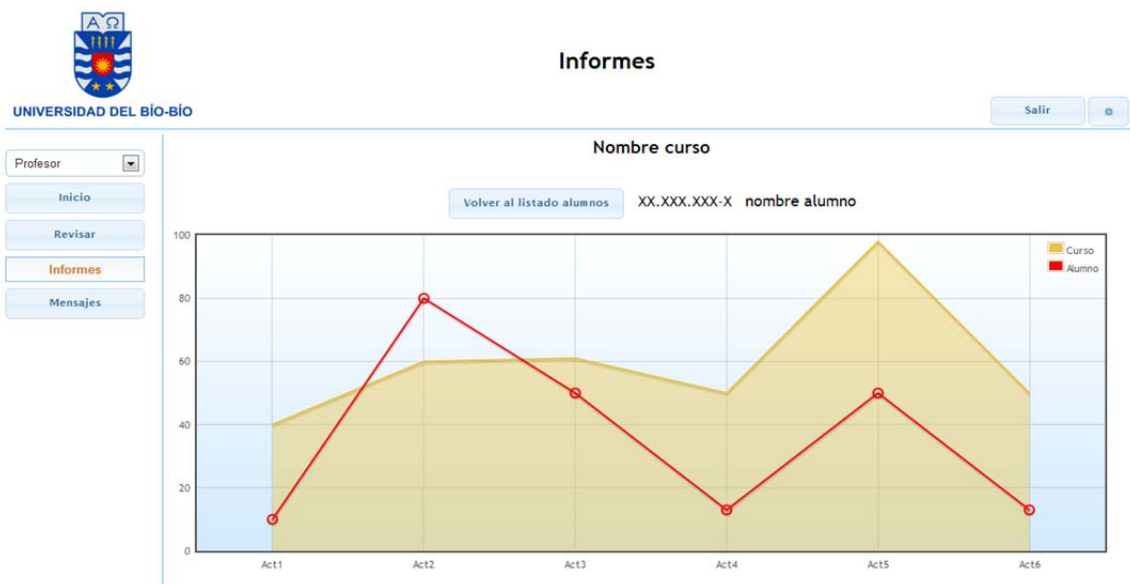 ΑΩ
UNIVERSIDAD DEL BÍO-BÍO
Informes
Salir
Profesor
Inicio
Revisar
Informes
Mensajes
Nombre curso
Volver al listado alumnos XX.XXX.XXX-X nombre alumno
100
80
60
40
20
0
Curso
Alumno
Act1 Act2 Act3 Act4 Act5 Act6